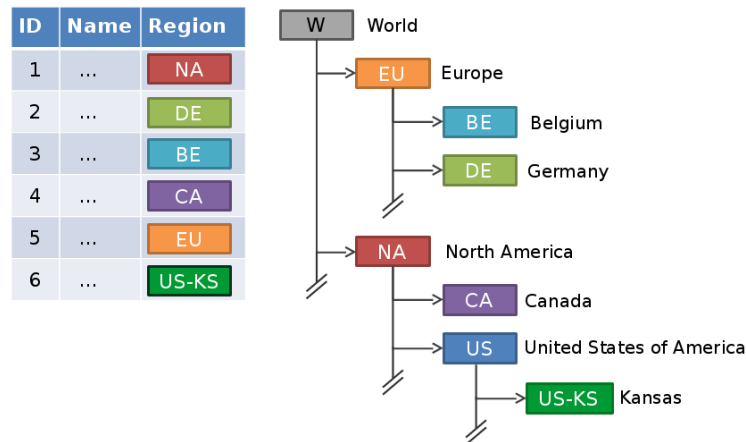 ID Name Region
1 ... NA
2 ... DE
3 ... BE
4 ... CA
5 ... EU
6 ... US-KS
W World
EU Europe
BE Belgium
DE Germany
NA North America
CA Canada
US United States of America
US-KS Kansas